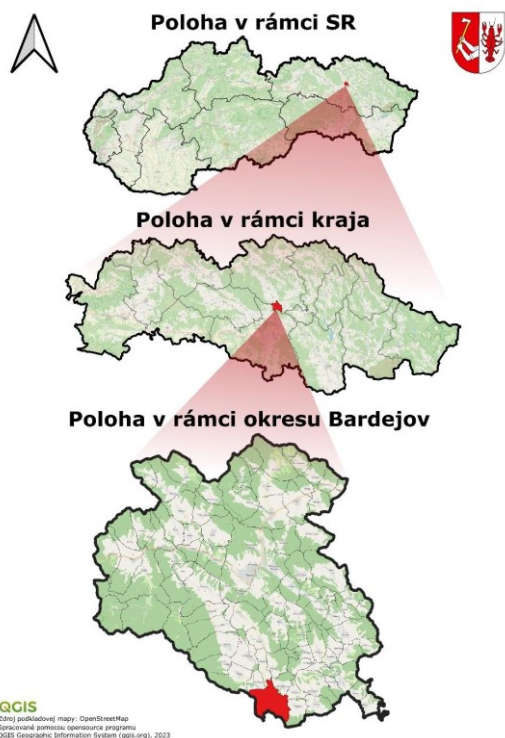 Poloha v rámci SR
Poloha v rámci kraja
Poloha v rámci okresu Bardejov
QGIS
Zdroj podkladovej mapy: OpenStreetMap
Spracované pomocou opensource programu
QGIS Geographic Information System (qgis.org), 2023